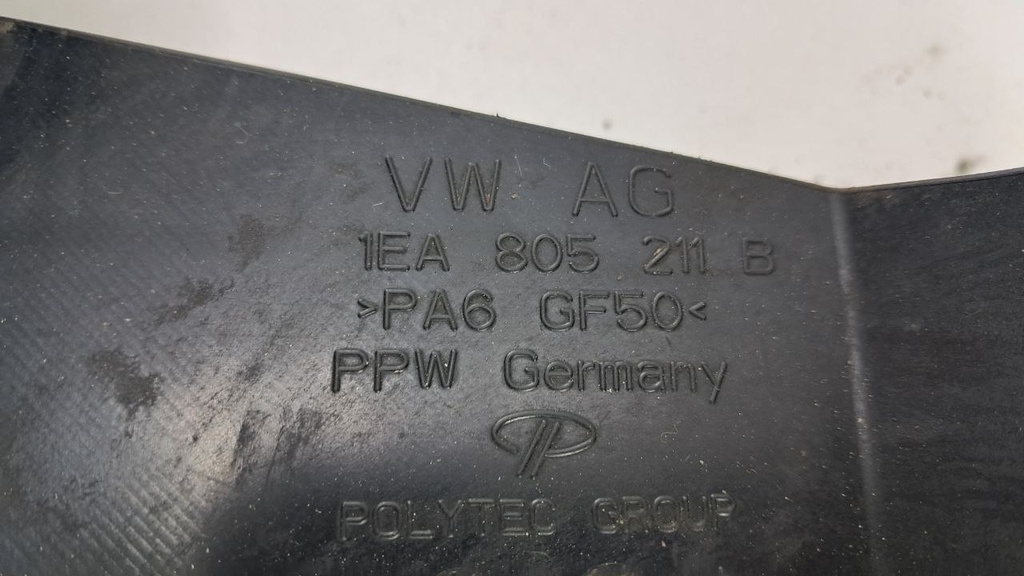 VW AG
1EA 805 211 B
>PA6 GF50<
PPW Germany
POLYTEC GROUP